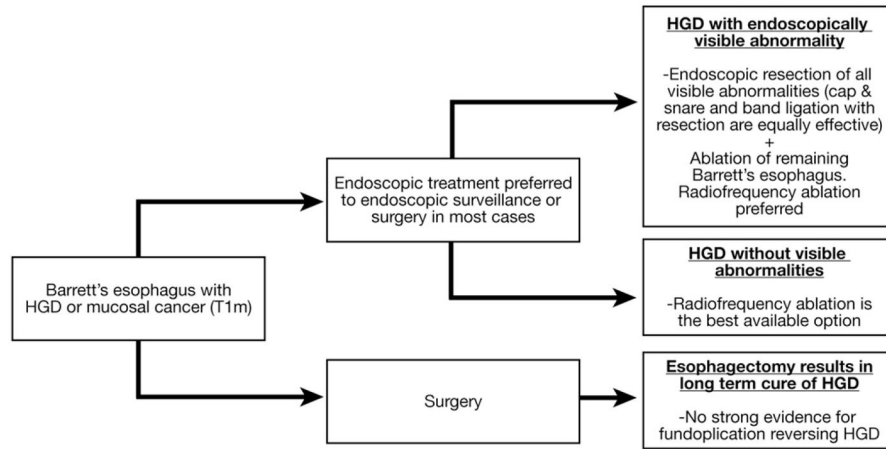 HGD with endoscopically
visible abnormality
-Endoscopic resection of all
visible abnormalities (cap &
snare and band ligation with
resection are equally effective)
+
Ablation of remaining
Barrett's esophagus.
Radiofrequency ablation
preferred
Endoscopic treatment preferred
to endoscopic surveillance or
surgery in most cases
HGD without visible
abnormalities
-Radiofrequency ablation is
the best available option
Barrett's esophagus with
HGD or mucosal cancer (T1m)
Surgery
Esophagectomy results in
long term cure of HGD
-No strong evidence for
fundoplication reversing HGD